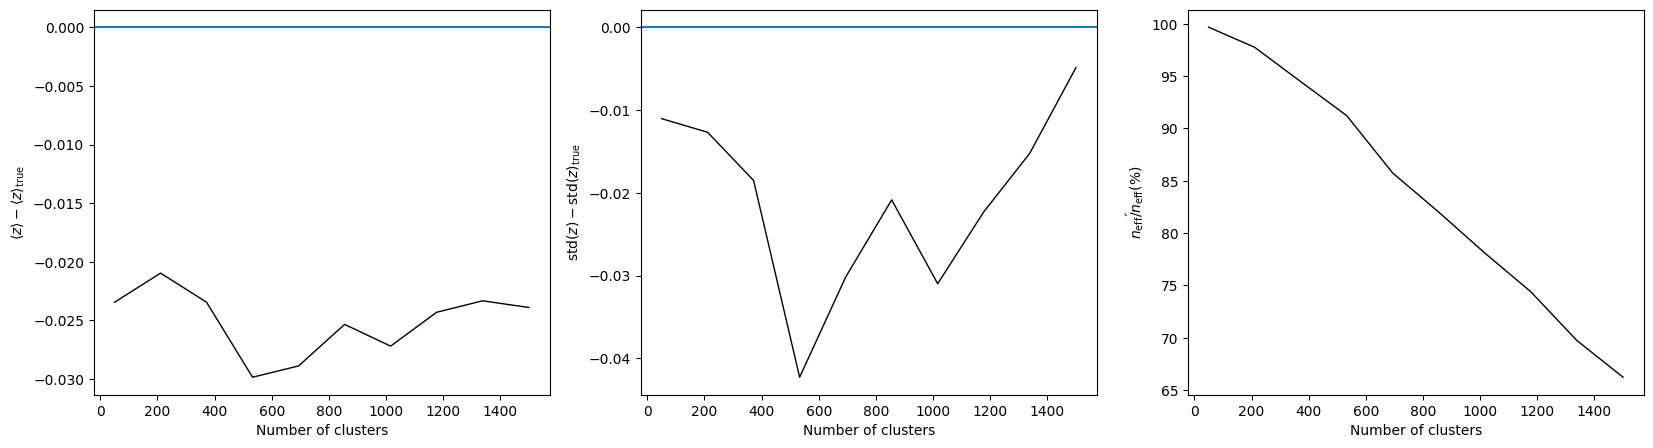 0.000
−0.005
−0.010
−0.015
−0.020
−0.025
−0.030
⟨z⟩ − ⟨z⟩true
0 200 400 600 800 1000 1200 1400
Number of clusters
0.00
−0.01
−0.02
−0.03
−0.04
std(z) − std(z)true
0 200 400 600 800 1000 1200 1400
Number of clusters
100
95
90
85
80
75
70
65
neff′/neff(%)
0 200 400 600 800 1000 1200 1400
Number of clusters